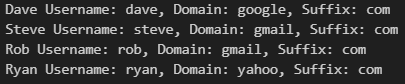 Dave Username: dave, Domain: google, Suffix: com
Steve Username: steve, Domain: gmail, Suffix: com
Rob Username: rob, Domain: gmail, Suffix: com
Ryan Username: ryan, Domain: yahoo, Suffix: com